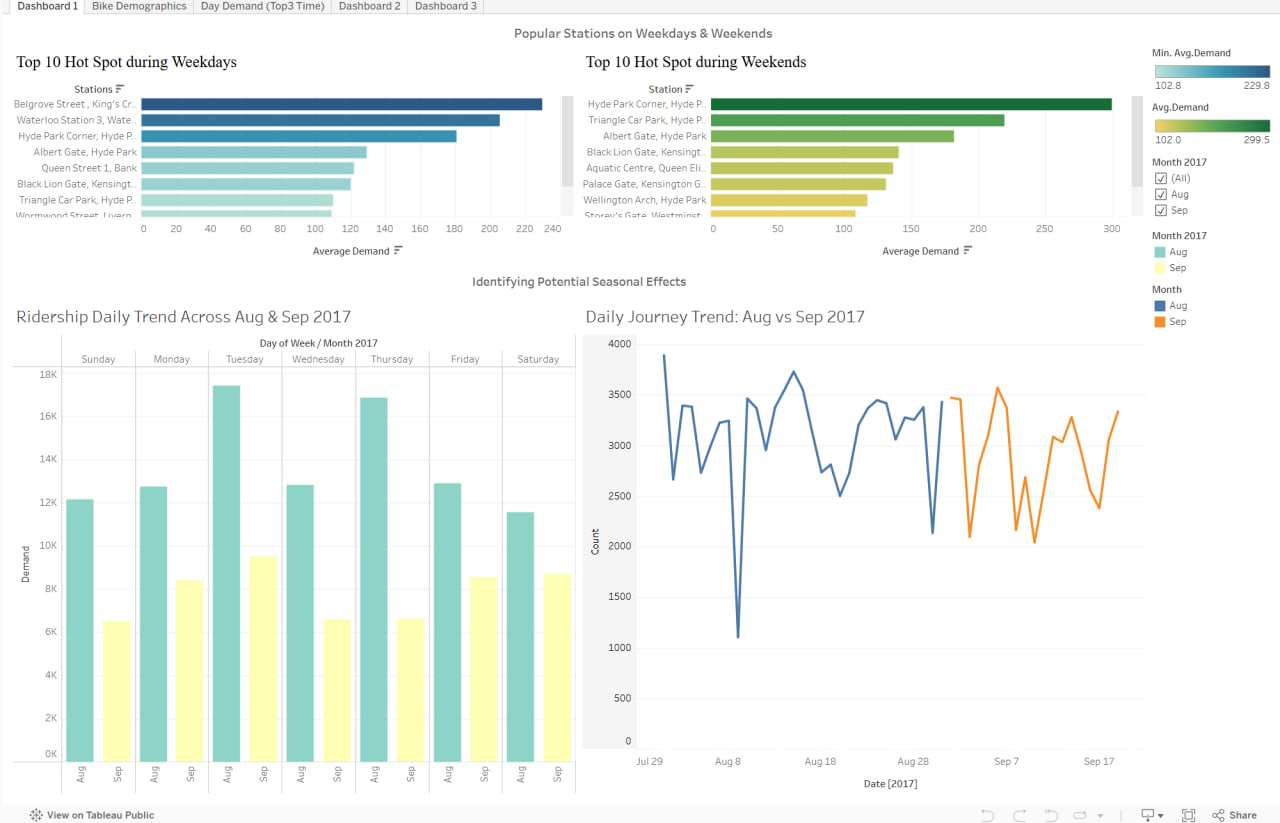 Dashboard 1 Bike Demographics Day Demand (Top3 Time) Dashboard 2 Dashboard 3
Popular Stations on Weekdays & Weekends
Top 10 Hot Spot during Weekdays
Stations
Belgrove Street , King's Cr..
Waterloo Station 3, Wate..
Hyde Park Corner, Hyde P..
Albert Gate, Hyde Park
Queen Street 1, Bank
Black Lion Gate, Kensingt..
Triangle Car Park, Hyde P..
Wormwood Street, Liverp..
0 20 40 60 80 100 120 140 160 180 200 220 240
Average Demand
Top 10 Hot Spot during Weekends
Station
Hyde Park Corner, Hyde P..
Triangle Car Park, Hyde P..
Albert Gate, Hyde Park
Black Lion Gate, Kensingt..
Aquatic Centre, Queen Eli..
Palace Gate, Kensington G..
Wellington Arch, Hyde Park
Storey's Gate, Westminst..
0 50 100 150 200 250 300
Average Demand
Min. Avg.Demand
102.8 229.8
Avg.Demand
102.0 299.5
Month 2017
(All)
Aug
Sep
Month 2017
Aug
Sep
Month
Aug
Sep
Identifying Potential Seasonal Effects
Ridership Daily Trend Across Aug & Sep 2017
Day of Week / Month 2017
Sunday Monday Tuesday Wednesday Thursday Friday Saturday
18K
16K
14K
12K
10K
8K
6K
4K
2K
0K
Demand
Aug Sep Aug Sep Aug Sep Aug Sep Aug Sep Aug Sep Aug Sep
Daily Journey Trend: Aug vs Sep 2017
4000
3500
3000
2500
2000
1500
1000
500
0
Count
Jul 29 Aug 8 Aug 18 Aug 28 Sep 7 Sep 17
Date [2017]
View on Tableau Public
Share